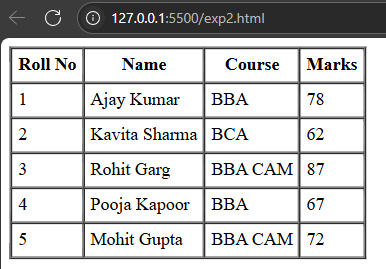 127.0.0.1:5500/exp2.html
Roll No Name Course Marks
1 Ajay Kumar BBA 78
2 Kavita Sharma BCA 62
3 Rohit Garg BBA CAM 87
4 Pooja Kapoor BBA 67
5 Mohit Gupta BBA CAM 72